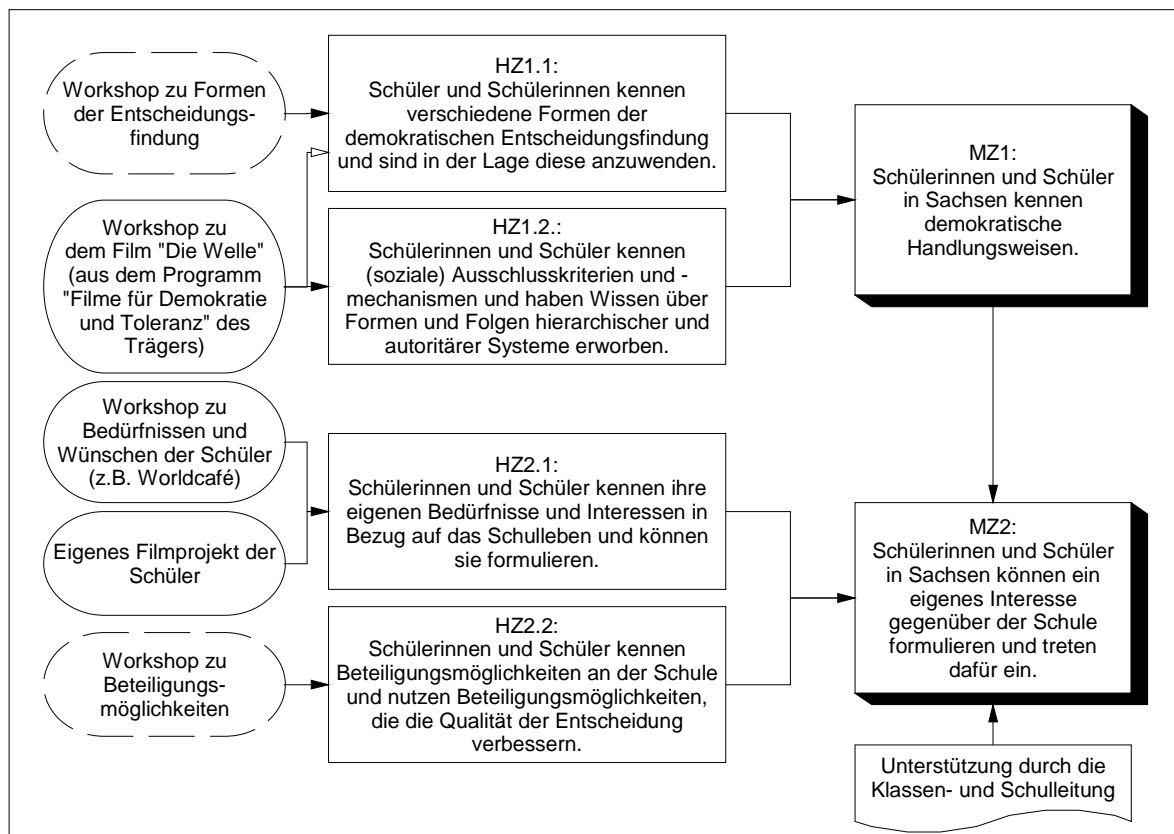 Workshop zu Formen
der Entscheidungs-
findung
HZ1.1:
Schüler und Schülerinnen kennen
verschiedene Formen der
demokratischen Entscheidungsfindung
und sind in der Lage diese anzuwenden.
MZ1:
Schülerinnen und Schüler
in Sachsen kennen
demokratische
Handlungsweisen.
Workshop zu
dem Film "Die Welle"
(aus dem Programm
"Filme für Demokratie
und Toleranz" des
Trägers)
HZ1.2.:
Schülerinnen und Schüler kennen
(soziale) Ausschlusskriterien und -
mechanismen und haben Wissen über
Formen und Folgen hierarchischer und
autoritärer Systeme erworben.
Workshop zu
Bedürfnissen und
Wünschen der Schüler
(z.B. Worldcafé)
Eigenes Filmprojekt der
Schüler
HZ2.1:
Schülerinnen und Schüler kennen ihre
eigenen Bedürfnisse und Interessen in
Bezug auf das Schulleben und können
sie formulieren.
MZ2:
Schülerinnen und Schüler
in Sachsen können ein
eigenes Interesse
gegenüber der Schule
formulieren und treten
dafür ein.
Workshop zu
Beteiligungs-
möglichkeiten
HZ2.2:
Schülerinnen und Schüler kennen
Beteiligungsmöglichkeiten an der Schule
und nutzen Beteiligungsmöglichkeiten,
die die Qualität der Entscheidung
verbessern.
Unterstützung durch die
Klassen- und Schulleitung